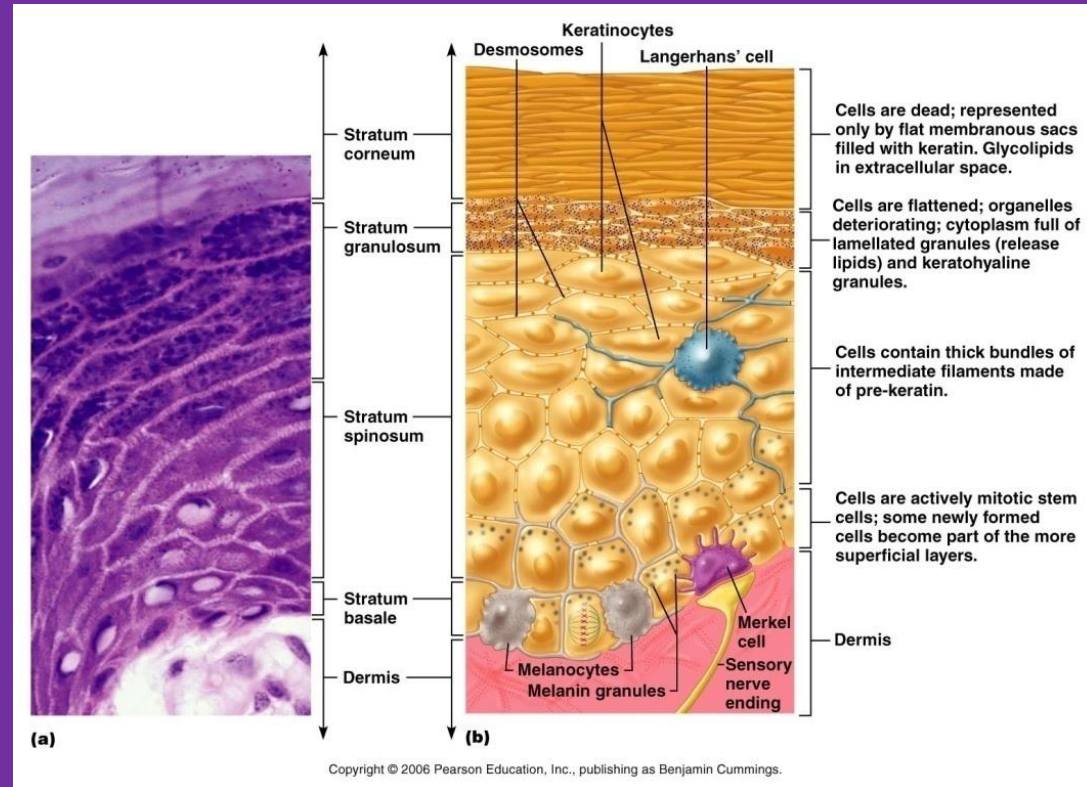 Keratinocytes
Desmosomes
Langerhans’ cell
Stratum
corneum
Stratum
granulosum
Stratum
spinosum
Stratum
basale
Dermis
Cells are dead; represented
only by flat membranous sacs
filled with keratin. Glycolipids
in extracellular space.
Cells are flattened; organelles
deteriorating; cytoplasm full of
lamellated granules (release
lipids) and keratohyaline
granules.
Cells contain thick bundles of
intermediate filaments made
of pre-keratin.
Cells are actively mitotic stem
cells; some newly formed
cells become part of the more
superficial layers.
Dermis
Merkel
cell
Melanocytes
Melanin granules
Sensory
nerve
ending
(a)
(b)
Copyright © 2006 Pearson Education, Inc., publishing as Benjamin Cummings.